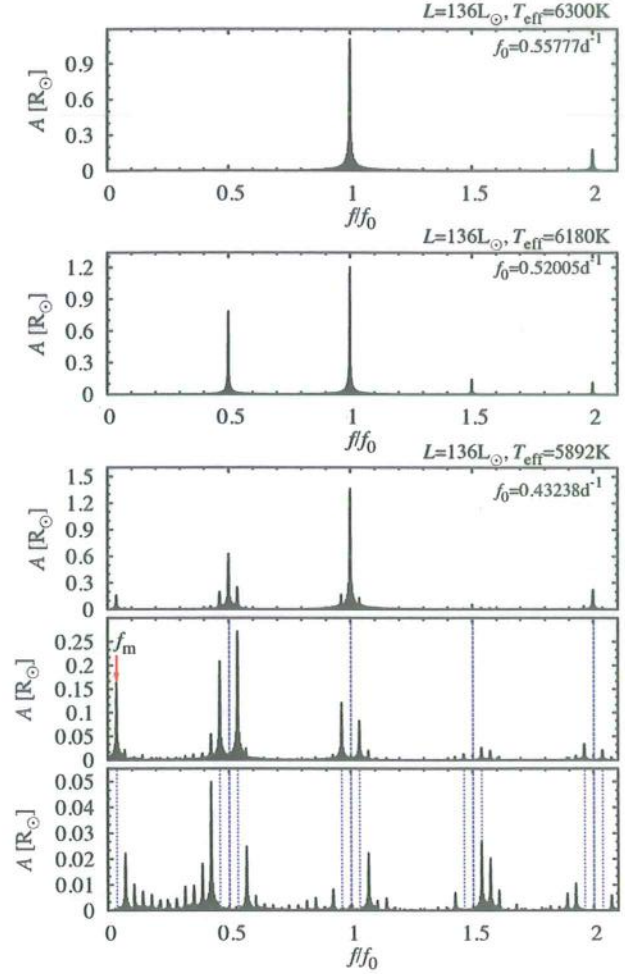 L=136L☉, Teff=6300K
f0=0.55777d-1
A [R☉]
0.9
0.6
0.3
0
0
0.5
1
1.5
2
f/f0
L=136L☉, Teff=6180K
f0=0.52005d-1
A [R☉]
1.2
0.9
0.6
0.3
0
0
0.5
1
1.5
2
f/f0
L=136L☉, Teff=5892K
f0=0.43238d-1
A [R☉]
1.5
1.2
0.9
0.6
0.3
0
fm
A [R☉]
0.25
0.2
0.15
0.1
0.05
0
A [R☉]
0.05
0.04
0.03
0.02
0.01
0
0
0.5
1
1.5
2
f/f0